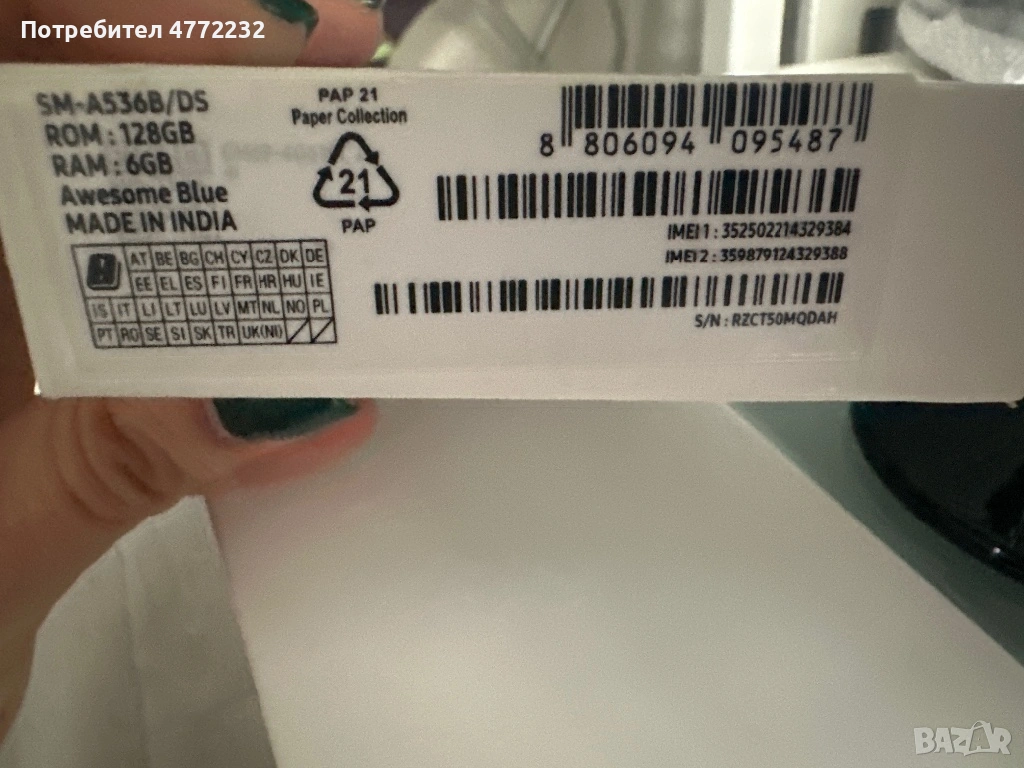 Потребител 4772232
SM-A536B/DS
ROM : 128GB
RAM : 6GB
Awesome Blue
MADE IN INDIA
PAP 21
Paper Collection
21
PAP
8 806094 095487
IMEI 1 : 352502214329384
IMEI 2 : 359879124329388
S/N : RZCT50MQDAH
AT BE BG CH CY CZ DK DE
EE EL ES FI FR HR HU IE
IS IT LI LT LU LV MT NL NO PL
PT RO SE SI SK TR UK(NI)
BAZAR